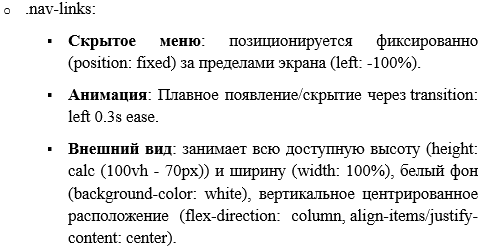 o .nav-links:
▪ Скрытое меню: позиционируется фиксированно
(position: fixed) за пределами экрана (left: -100%).
▪ Анимация: Плавное появление/скрытие через transition:
left 0.3s ease.
▪ Внешний вид: занимает всю доступную высоту (height:
calc (100vh - 70px)) и ширину (width: 100%), белый фон
(background-color: white), вертикальное центрированное
расположение (flex-direction: column, align-items/justify-
content: center).